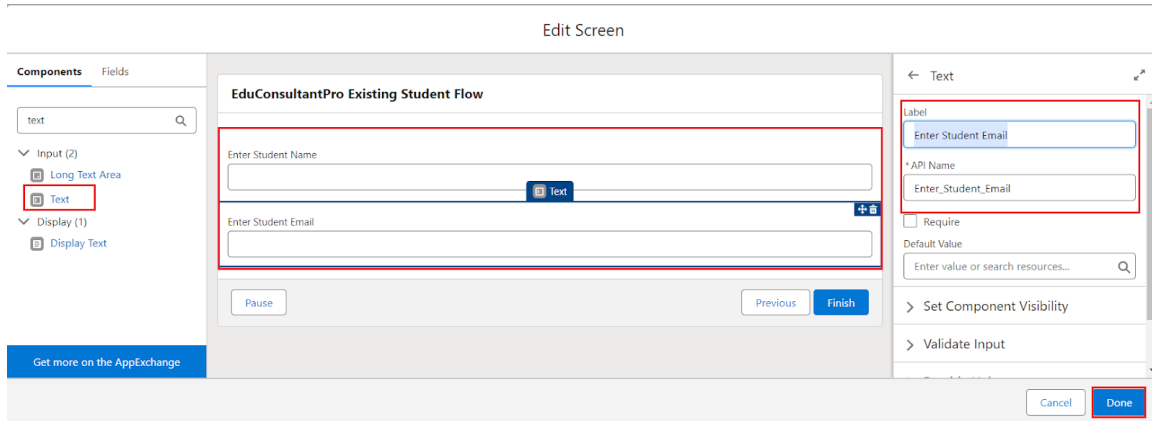 Edit Screen
Components Fields
text
Input (2)
Long Text Area
Text
Display (1)
Display Text
Get more on the AppExchange
EduConsultantPro Existing Student Flow
Enter Student Name
Text
Enter Student Email
Pause
Previous
Finish
Text
Label
Enter Student Email
* API Name
Enter_Student_Email
Require
Default Value
Enter value or search resources...
Set Component Visibility
Validate Input
Cancel
Done